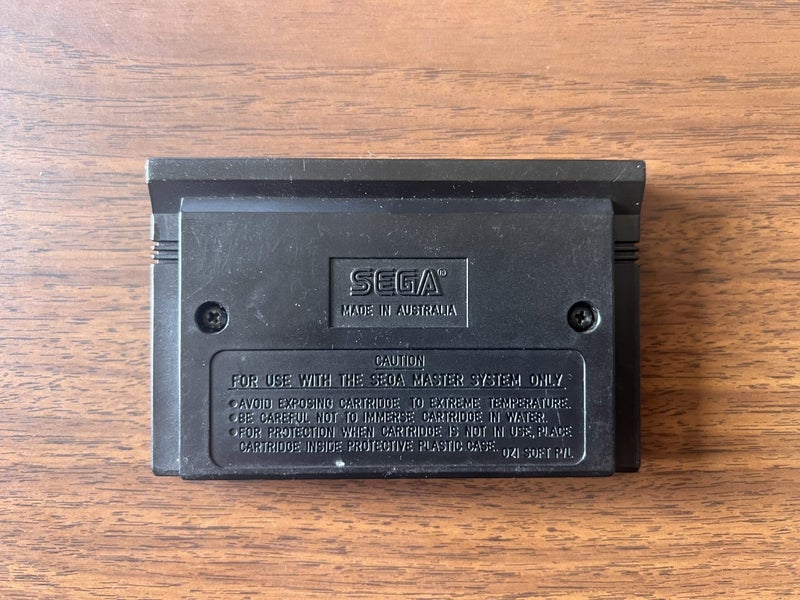 SEGA®
MADE IN AUSTRALIA
CAUTION
FOR USE WITH THE SEGA MASTER SYSTEM ONLY.
• AVOID EXPOSING CARTRIDGE TO EXTREME TEMPERATURE.
• BE CAREFUL NOT TO IMMERSE CARTRIDGE IN WATER.
• FOR PROTECTION WHEN CARTRIDGE IS NOT IN USE, PLACE
CARTRIDGE INSIDE PROTECTIVE PLASTIC CASE.
OZI SOFT P/L